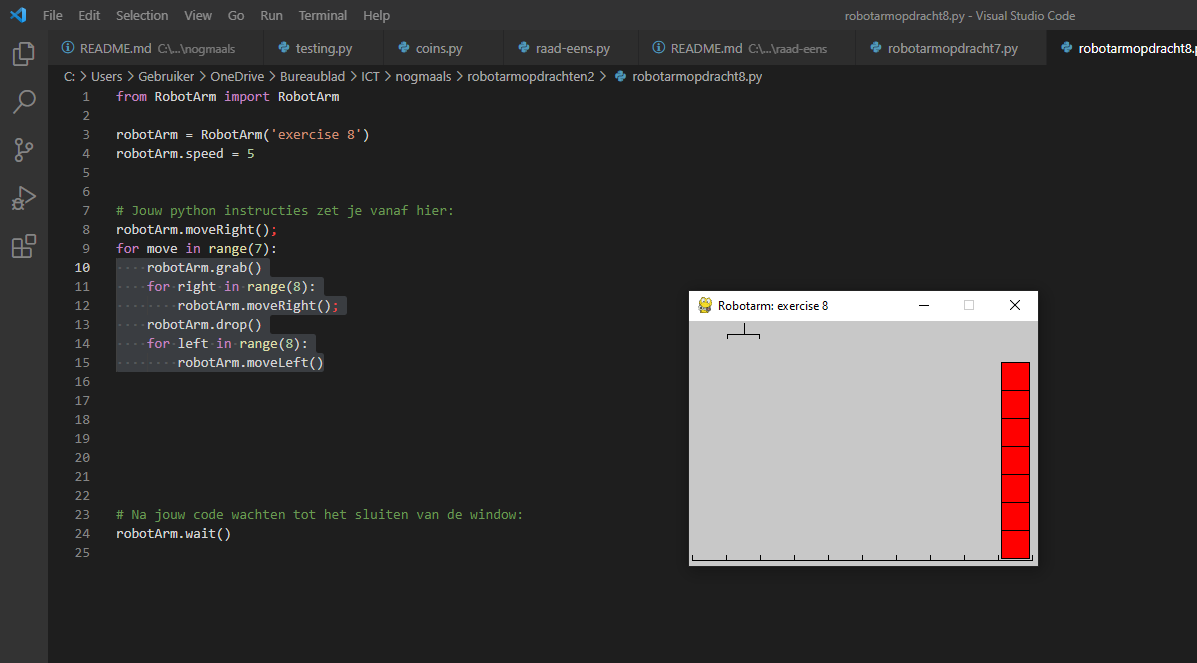 File Edit Selection View Go Run Terminal Help robotarmopdracht8.py - Visual Studio Code
README.md C:\...\nogmaals testing.py coins.py raad-eens.py README.md C:\...\raad-eens robotarmopdracht7.py robotarmopdracht8.p
C: > Users > Gebruiker > OneDrive > Bureaublad > ICT > nogmaals > robotarmopdrachten2 > robotarmopdracht8.py
1 from RobotArm import RobotArm
2
3 robotArm = RobotArm('exercise 8')
4 robotArm.speed = 5
5
6
7 # Jouw python instructies zet je vanaf hier:
8 robotArm.moveRight();
9 for move in range(7):
10 ····robotArm.grab()
11 ····for·right·in·range(8):
12 ········robotArm.moveRight();
13 ····robotArm.drop()
14 ····for·left·in·range(8):
15 ········robotArm.moveLeft()
16
17
18
19
20
21
22
23 # Na jouw code wachten tot het sluiten van de window:
24 robotArm.wait()
25
Robotarm: exercise 8